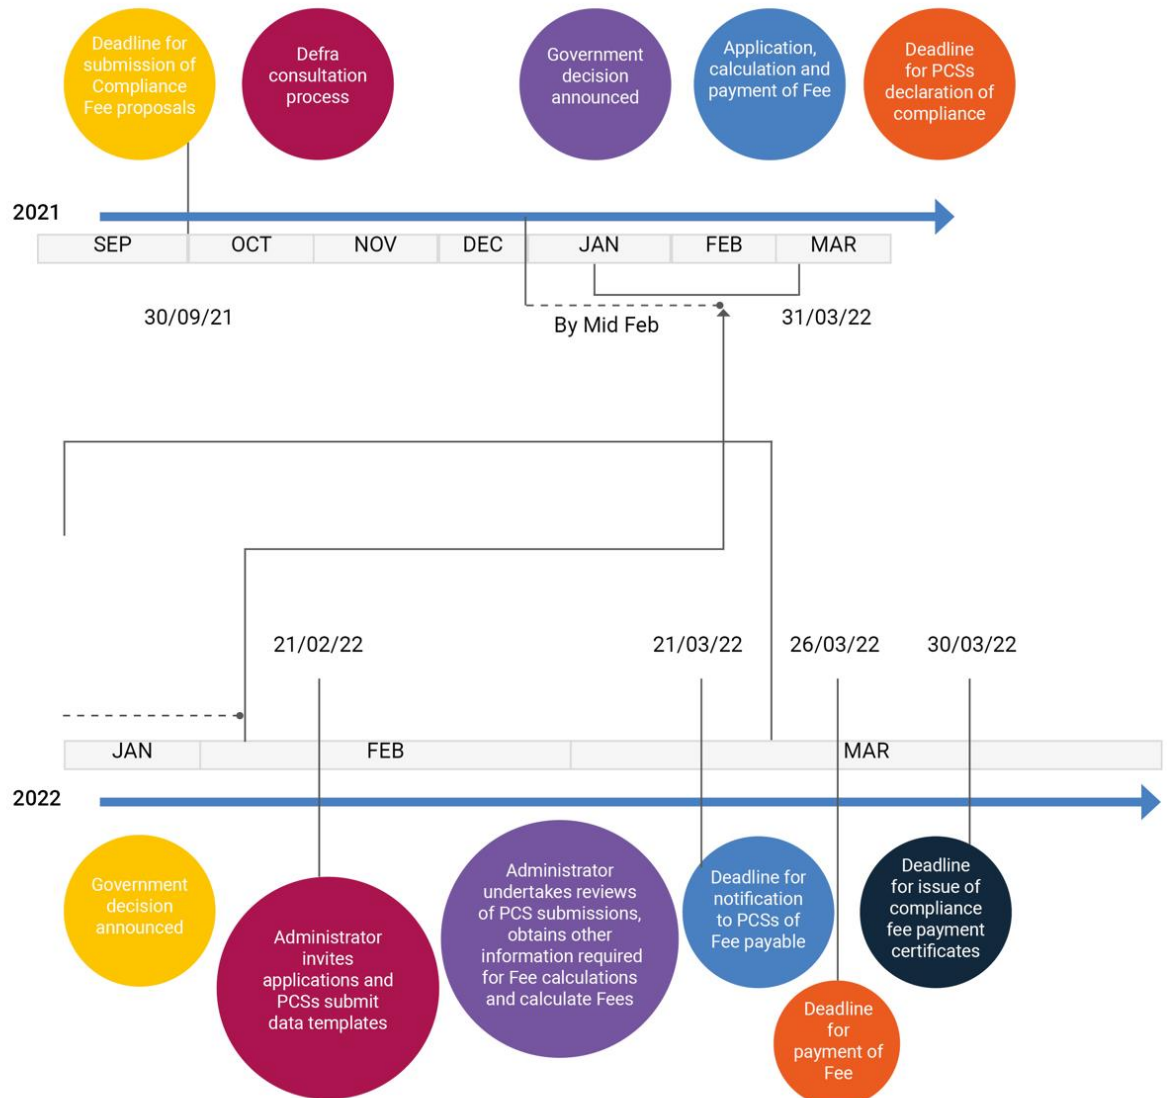 Deadline for
submission of
Compliance
Fee proposals
Defra
consultation
process
Government
decision
announced
Application,
calculation and
payment of Fee
Deadline
for PCSs
declaration of
compliance
2021
SEP
OCT
NOV
DEC
JAN
FEB
MAR
30/09/21
By Mid Feb
31/03/22
21/02/22
21/03/22
26/03/22
30/03/22
JAN
FEB
MAR
2022
Government
decision
announced
Administrator
invites
applications and
PCSs submit
data templates
Administrator
undertakes reviews
of PCS submissions,
obtains other
information required
for Fee calculations
and calculate Fees
Deadline for
notification
to PCSs of
Fee payable
Deadline
for
payment of
Fee
Deadline
for issue of
compliance
fee payment
certificates